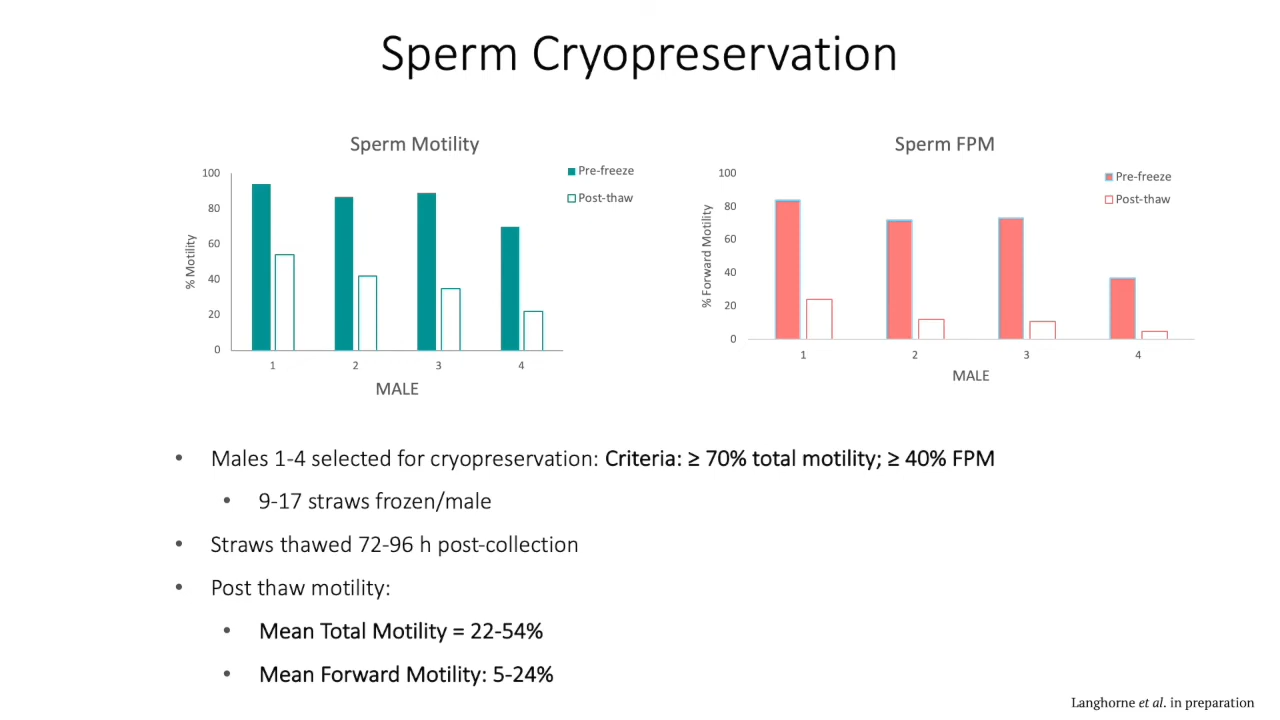 Sperm Cryopreservation
Sperm Motility
Pre-freeze
Post-thaw
% Motility
100
80
60
40
20
0
1 2 3 4
MALE
Sperm FPM
Pre-freeze
Post-thaw
% Forward Motility
100
80
60
40
20
0
1 2 3 4
MALE
• Males 1-4 selected for cryopreservation: Criteria: ≥ 70% total motility; ≥ 40% FPM
• 9-17 straws frozen/male
• Straws thawed 72-96 h post-collection
• Post thaw motility:
• Mean Total Motility = 22-54%
• Mean Forward Motility: 5-24%
Langhorne et al. in preparation